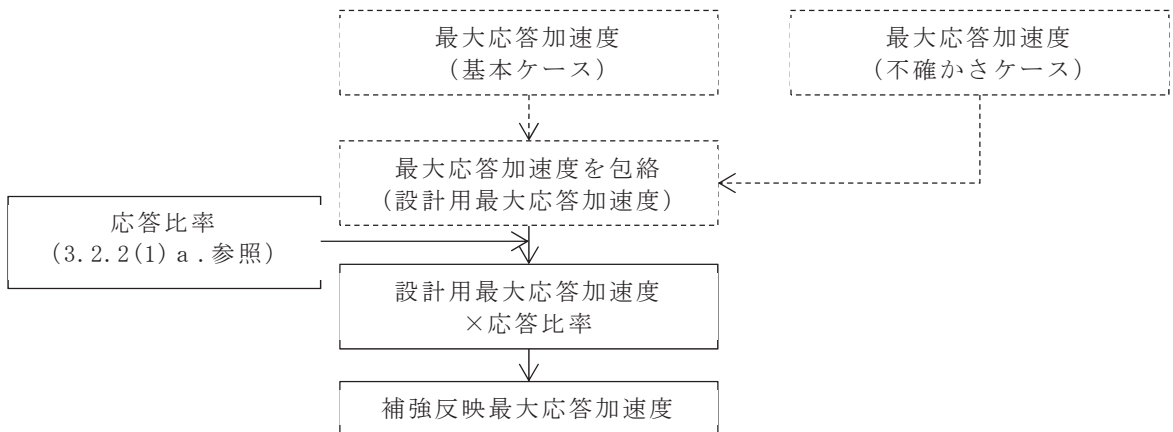 最大応答加速度
（基本ケース）
最大応答加速度
（不確かさケース）
最大応答加速度を包絡
（設計用最大応答加速度）
応答比率
(3.2.2(1)ａ.参照）
設計用最大応答加速度
×応答比率
補強反映最大応答加速度